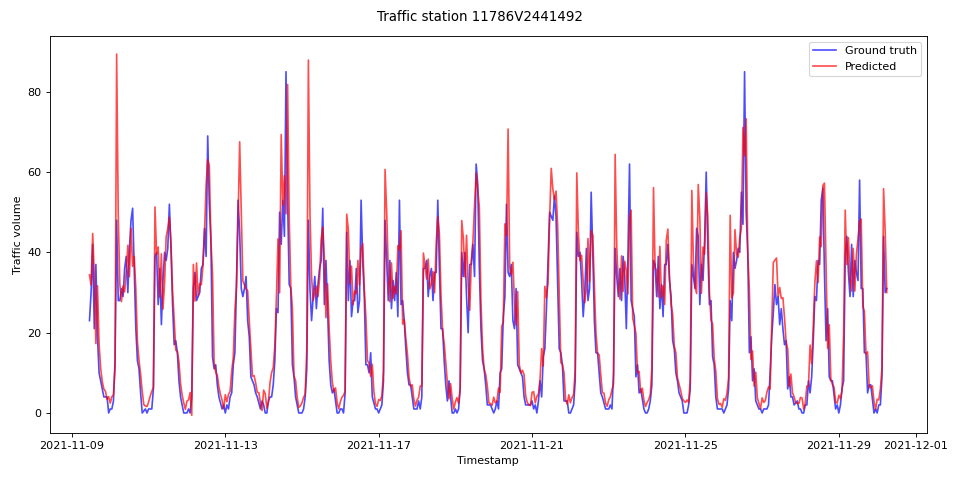 Traffic station 11786V2441492
Ground truth
Predicted
Traffic volume
80
60
40
20
0
2021-11-09
2021-11-13
2021-11-17
2021-11-21
2021-11-25
2021-11-29
2021-12-01
Timestamp